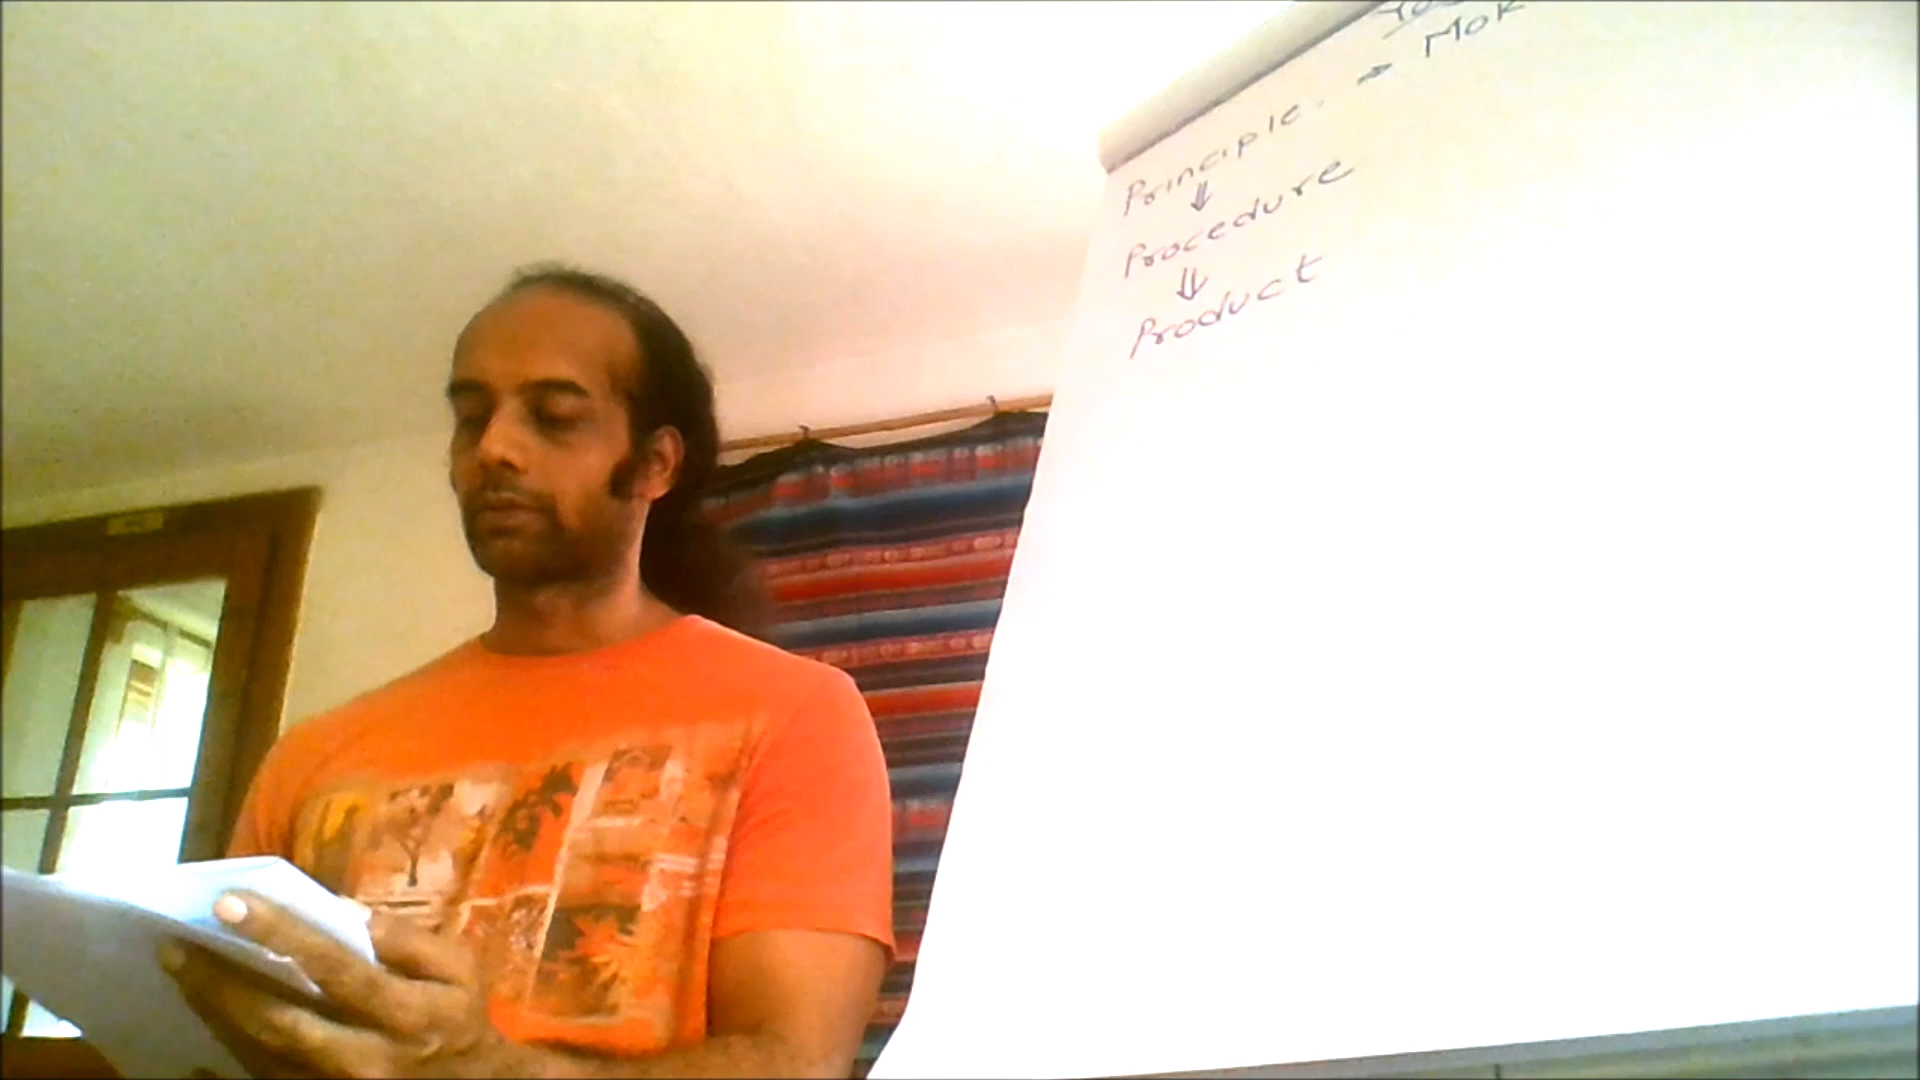 Principle. →
⇓
Procedure
⇓
Product